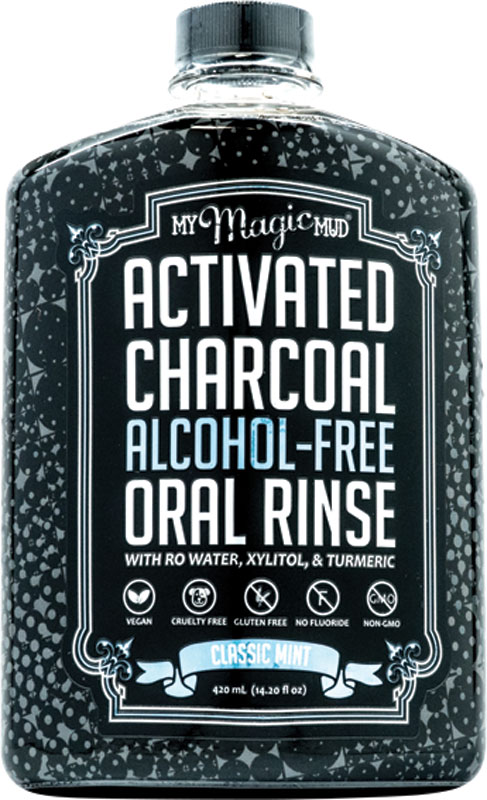 MY Magic MUD®
ACTIVATED
CHARCOAL
ALCOHOL-FREE
ORAL RINSE
WITH RO WATER, XYLITOL, & TURMERIC
F GMO
VEGAN CRUELTY FREE GLUTEN FREE NO FLUORIDE NON-GMO
CLASSIC MINT
420 mL (14.20 fl oz)